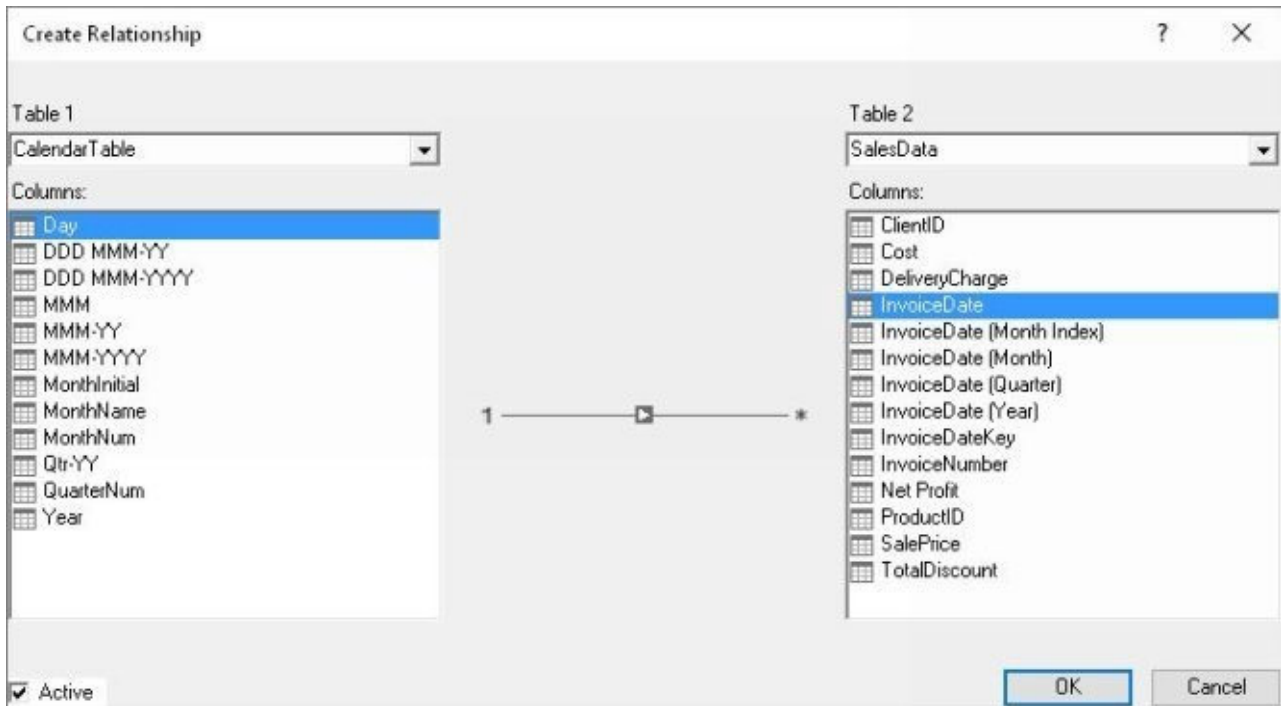 Create Relationship
?
Table 1
CalendarTable
Columns:
Day
DDD MMM-YY
DDD MMM-YYYY
MMM
MMM-YY
MMM-YYYY
MonthInitial
MonthName
MonthNum
Qtr-YY
QuarterNum
Year
1
*
Table 2
SalesData
Columns:
ClientID
Cost
DeliveryCharge
InvoiceDate
InvoiceDate (Month Index)
InvoiceDate (Month)
InvoiceDate (Quarter)
InvoiceDate (Year)
InvoiceDateKey
InvoiceNumber
Net Profit
ProductID
SalePrice
TotalDiscount
Active
OK
Cancel